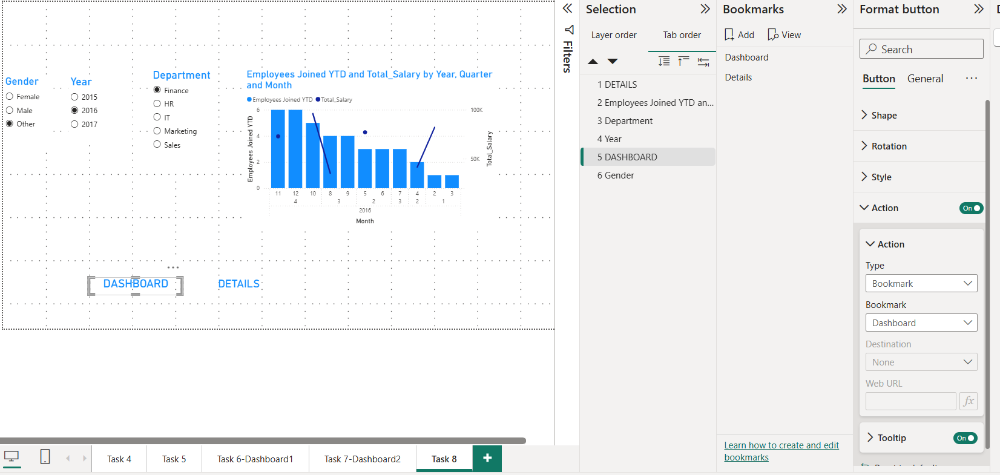 Gender
Female
Male
Other
Year
2015
2016
2017
Department
Finance
HR
IT
Marketing
Sales
Employees Joined YTD and Total_Salary by Year, Quarter
and Month
Employees Joined YTD Total_Salary
Employees Joined YTD
6
4
2
0
100K
50K
Total_Salary
11 12 10 8 9 5 6 7 4 2 3
4 3 2 3 2 1
2016
Month
DASHBOARD
DETAILS
Filters
Selection
Layer order
Tab order
1 DETAILS
2 Employees Joined YTD an...
3 Department
4 Year
5 DASHBOARD
6 Gender
Bookmarks
Add
View
Dashboard
Details
Learn how to create and edit
bookmarks
Format button
Search
Button
General
Shape
Rotation
Style
Action
On
Action
Type
Bookmark
Bookmark
Dashboard
Destination
None
Web URL
fx
Tooltip
On
Task 4
Task 5
Task 6-Dashboard1
Task 7-Dashboard2
Task 8